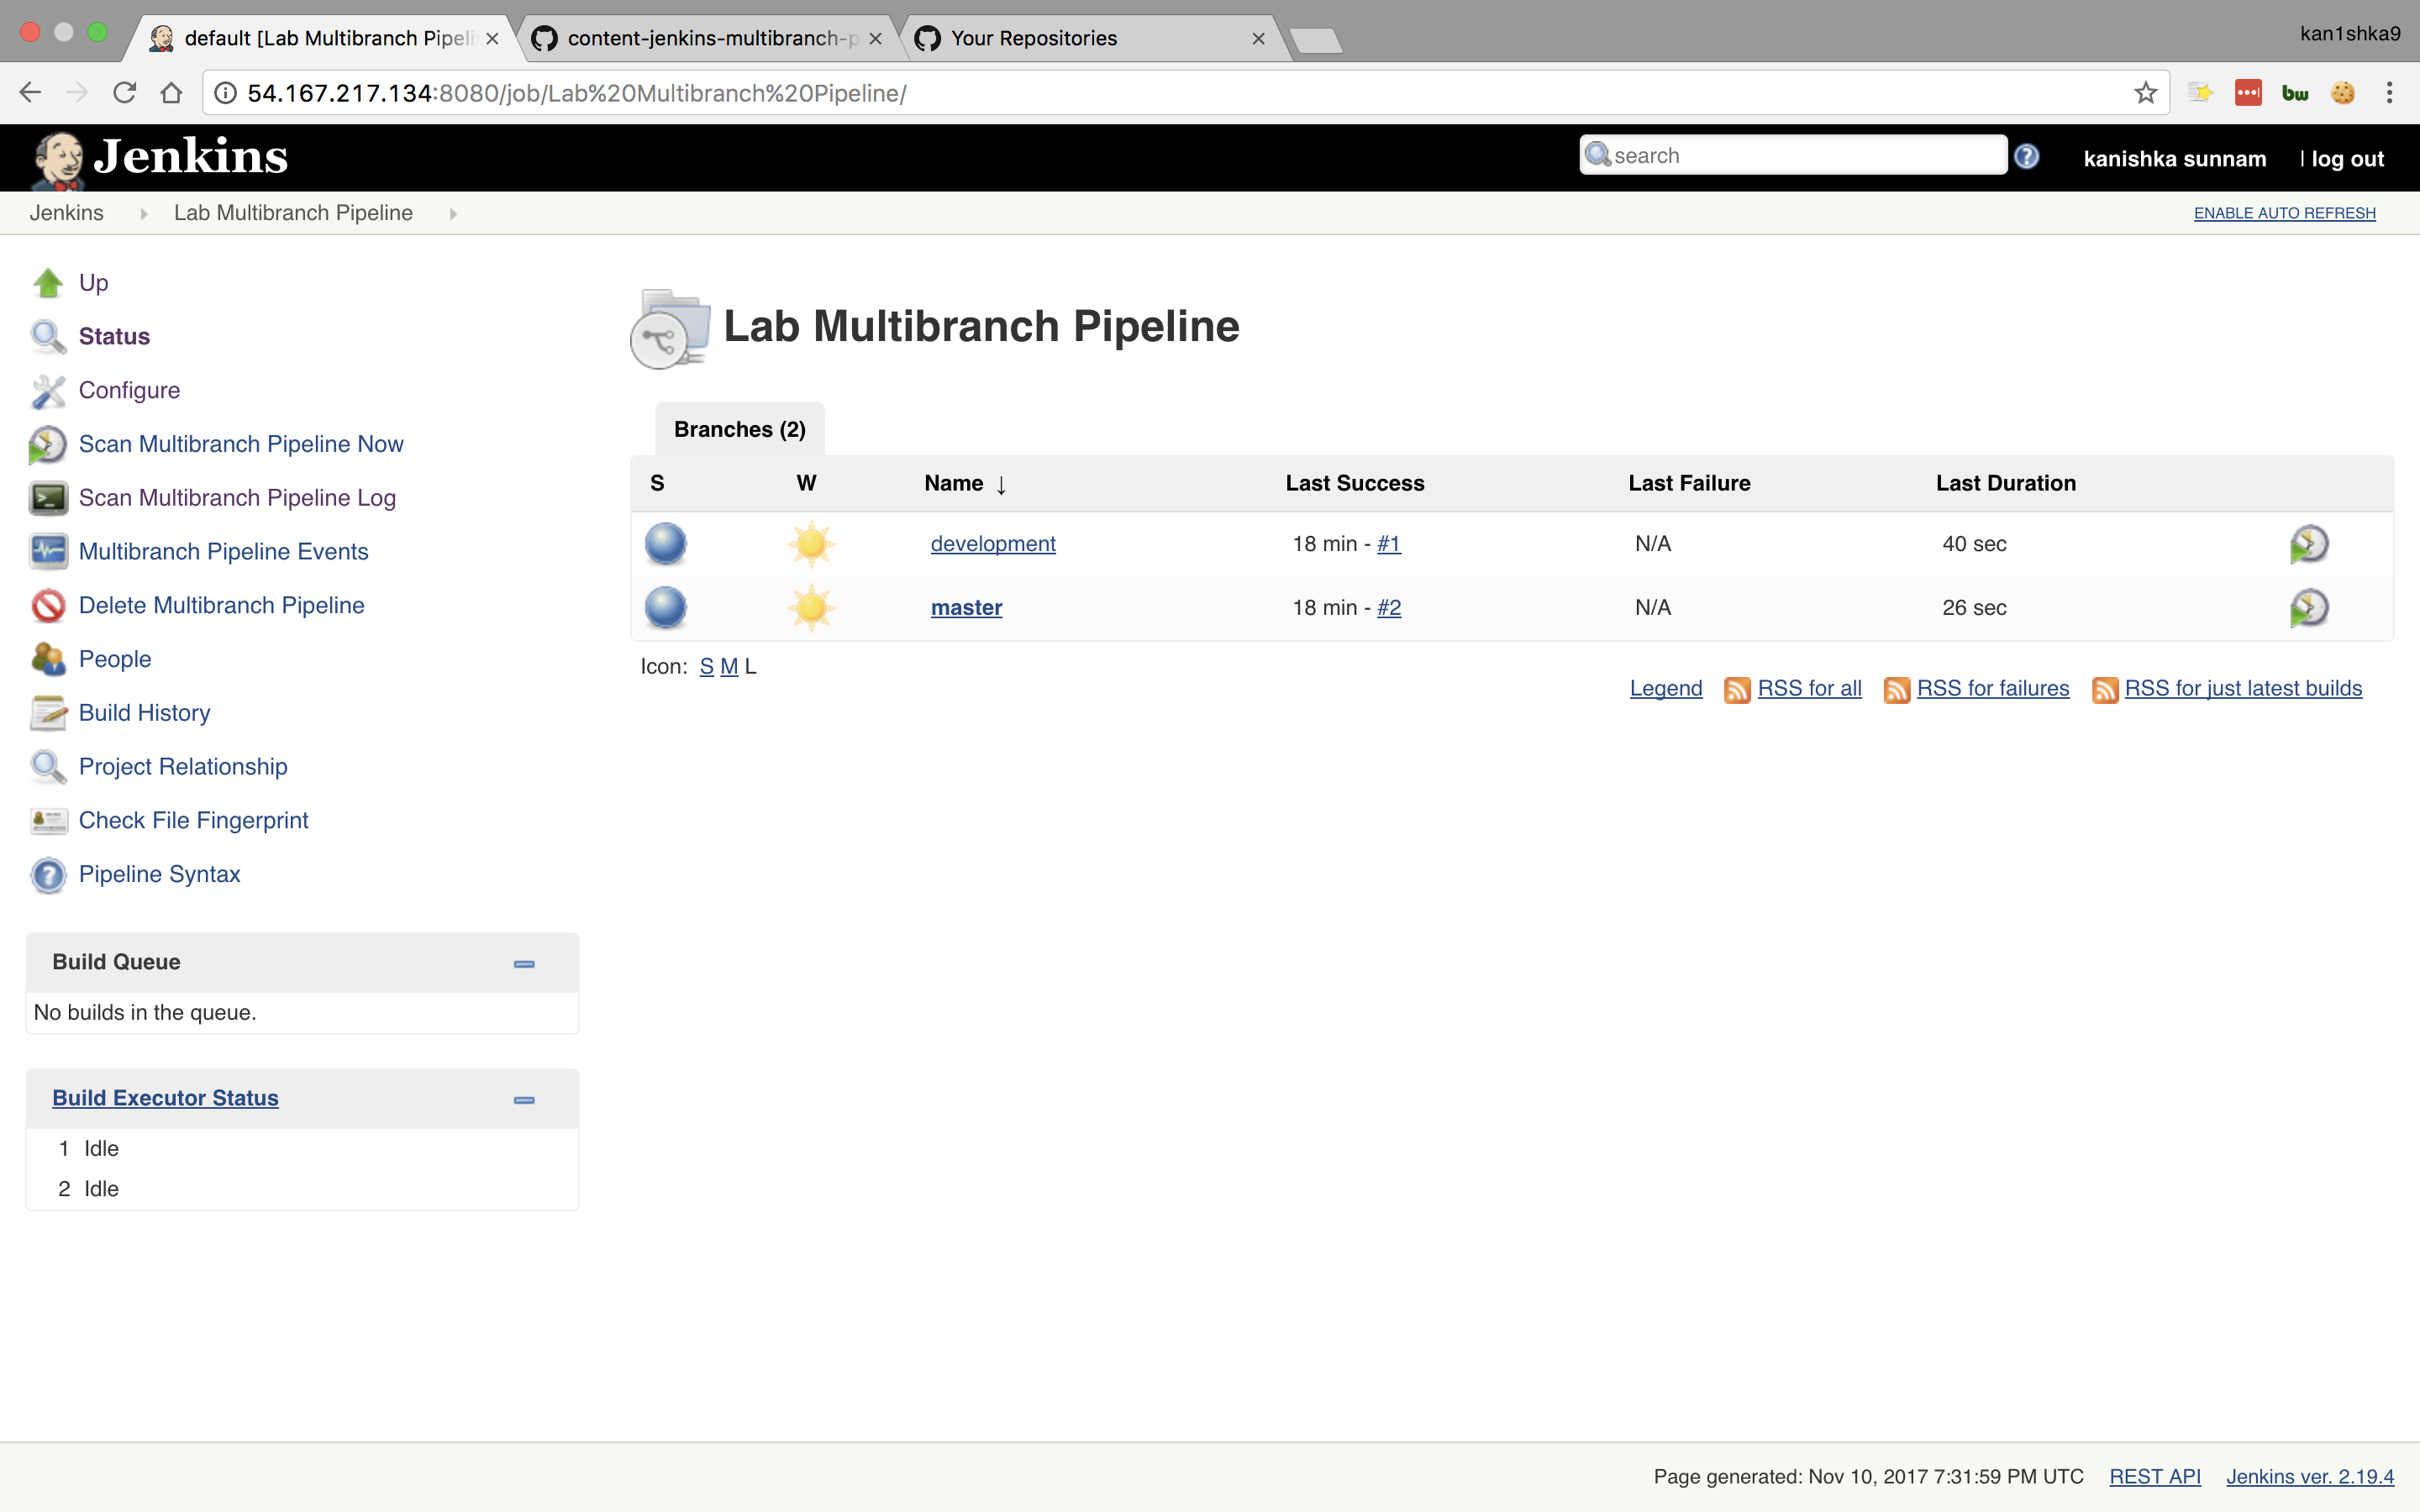 default [Lab Multibranch Pipeli
content-jenkins-multibranch-p
Your Repositories
kan1shka9
54.167.217.134:8080/job/Lab%20Multibranch%20Pipeline/
bw
Jenkins
search
kanishka sunnam
| log out
Jenkins
Lab Multibranch Pipeline
ENABLE AUTO REFRESH
Up
Status
Configure
Scan Multibranch Pipeline Now
Scan Multibranch Pipeline Log
Multibranch Pipeline Events
Delete Multibranch Pipeline
People
Build History
Project Relationship
Check File Fingerprint
Pipeline Syntax
Build Queue
No builds in the queue.
Build Executor Status
1 Idle
2 Idle
Lab Multibranch Pipeline
Branches (2)
S W Name ↓ Last Success Last Failure Last Duration
development 18 min - #1 N/A 40 sec
master 18 min - #2 N/A 26 sec
Icon: S M L
Legend RSS for all RSS for failures RSS for just latest builds
Page generated: Nov 10, 2017 7:31:59 PM UTC REST API Jenkins ver. 2.19.4